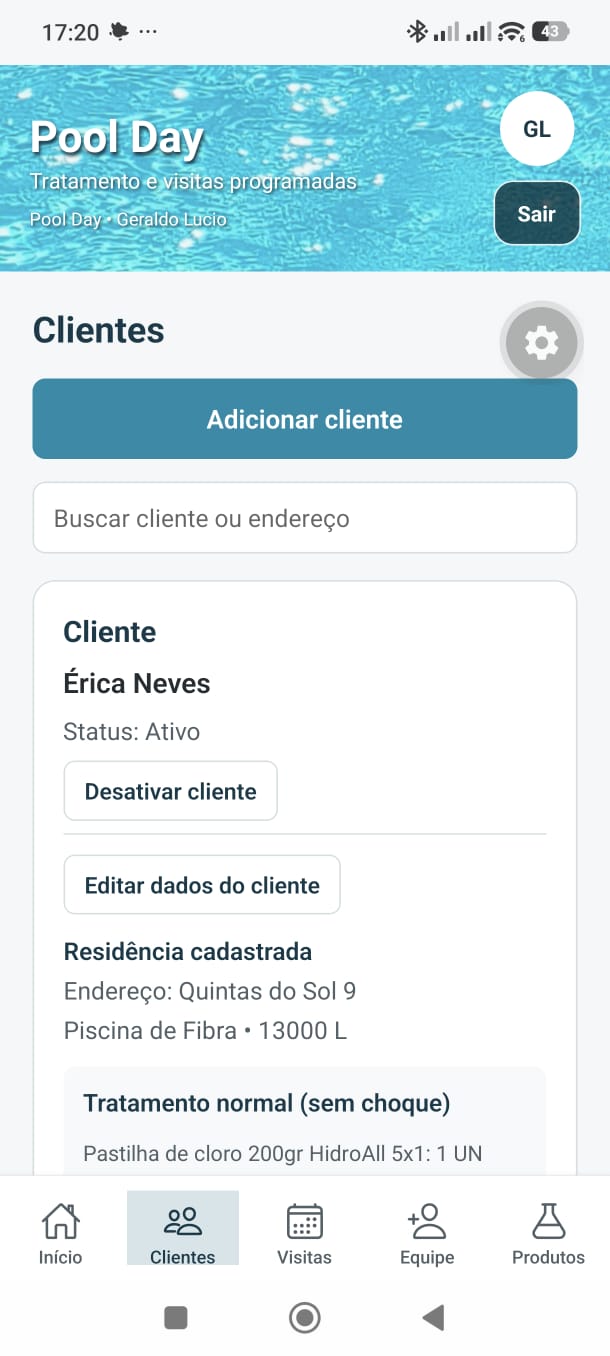 17:20
43
6
Pool Day
GL
Tratamento e visitas programadas
Pool Day • Geraldo Lucio
Sair
Clientes
Adicionar cliente
Buscar cliente ou endereço
Cliente
Érica Neves
Status: Ativo
Desativar cliente
Editar dados do cliente
Residência cadastrada
Endereço: Quintas do Sol 9
Piscina de Fibra • 13000 L
Tratamento normal (sem choque)
Pastilha de cloro 200gr HidroAll 5x1: 1 UN
Início
Clientes
Visitas
Equipe
Produtos